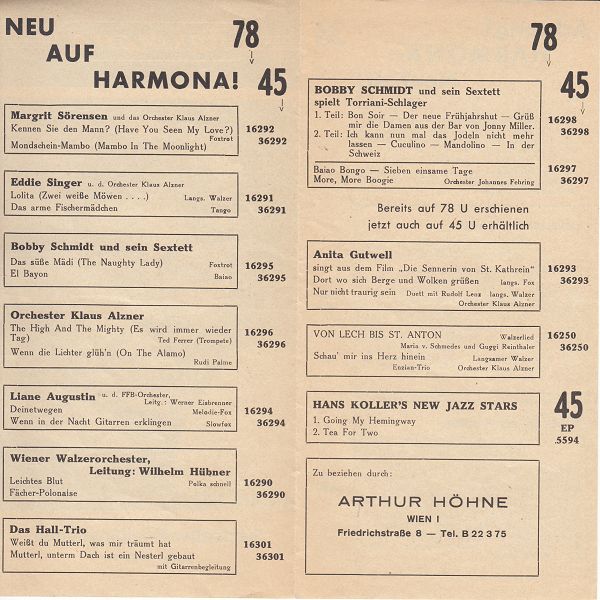 NEU
AUF
HARMONA!
78
45
Margrit Sörensen und das Orchester Klaus Alzner
Kennen Sie den Mann? (Have You Seen My Love?)
Foxtrot
Mondschein-Mambo (Mambo In The Moonlight)
16292
36292
Eddie Singer u. d. Orchester Klaus Alzner
Lolita (Zwei weiße Möwen . . . .) Langs. Walzer
Das arme Fischermädchen Tango
16291
36291
Bobby Schmidt und sein Sextett
Das süße Mädi (The Naughty Lady) Foxtrot
El Bayon Baiao
16295
36295
Orchester Klaus Alzner
The High And The Mighty (Es wird immer wieder
Tag) Ted Ferrer (Trompete)
Wenn die Lichter glüh'n (On The Alamo)
Rudi Palme
16296
36296
Liane Augustin u. d. FFB-Orchester,
Leitg.: Werner Eisbrenner
Deinetwegen Melodie-Fox
Wenn in der Nacht Gitarren erklingen Slowfox
16294
36294
Wiener Walzerorchester,
Leitung: Wilhelm Hübner
Leichtes Blut Polka schnell
Fächer-Polonaise
16290
36290
Das Hall-Trio
Weißt du Mutterl, was mir träumt hat
Mutterl, unterm Dach ist ein Nesterl gebaut
mit Gitarrenbegleitung
16301
36301
78
45
BOBBY SCHMIDT und sein Sextett
spielt Torriani-Schlager
1. Teil: Bon Soir — Der neue Frühjahrshut — Grüß
mir die Damen aus der Bar von Jonny Miller.
2. Teil: Ich kann nun mal das Jodeln nicht mehr
lassen — Cuculino — Mandolino — In der
Schweiz
16298
36298
Baiao Bongo — Sieben einsame Tage
More, More Boogie Orchester Johannes Fehring
16297
36297
Bereits auf 78 U erschienen
jetzt auch auf 45 U erhältlich
Anita Gutwell
singt aus dem Film „Die Sennerin von St. Kathrein"
Dort wo sich Berge und Wolken grüßen langs. Fox
Nur nicht traurig sein Duett mit Rudolf Lenz langs. Walzer
Orchester Klaus Alzner
16293
36293
VON LECH BIS ST. ANTON Walzerlied
Maria v. Schmedes und Guggi Reinthaler
Schau' mir ins Herz hinein Langsamer Walzer
Enzian-Trio Orchester Klaus Alzner
16250
36250
HANS KOLLER'S NEW JAZZ STARS
1. Going My Hemingway
2. Tea For Two
45
EP
5594
Zu beziehen durch:
ARTHUR HÖHNE
WIEN I
Friedrichstraße 8 — Tel. B 22 3 75